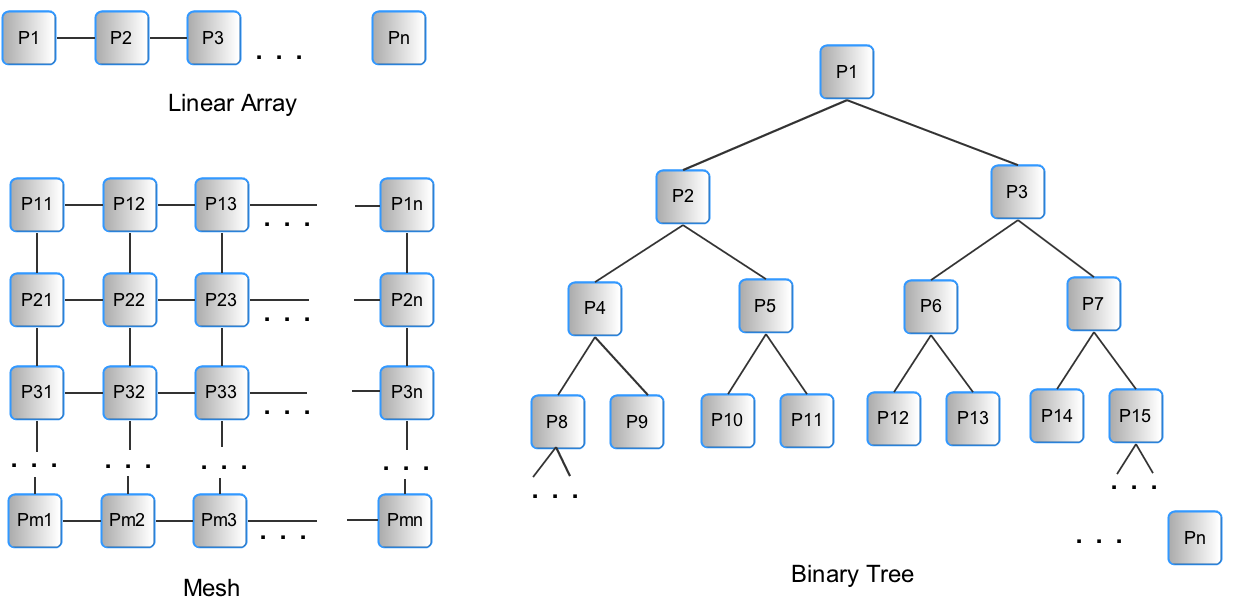 P1 P2 P3 . . . Pn
Linear Array
P11 P12 P13 . . . P1n
P21 P22 P23 . . . P2n
P31 P32 P33 . . . P3n
. . . . . . . . . . . .
Pm1 Pm2 Pm3 . . . Pmn
Mesh
P1
P2 P3
P4 P5 P6 P7
P8 P9 P10 P11 P12 P13 P14 P15
. . . . . .
. . . Pn
Binary Tree